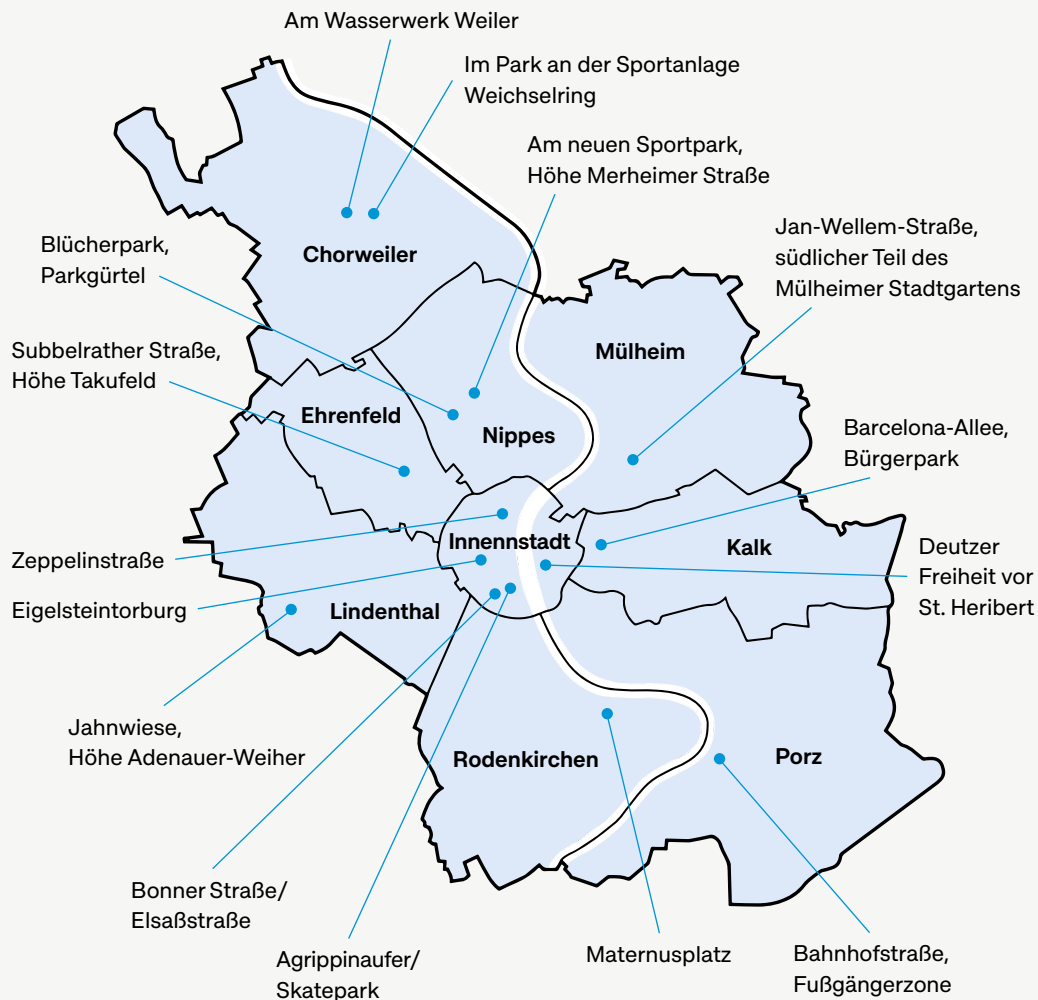 Am Wasserwerk Weiler
Im Park an der Sportanlage
Weichselring
Am neuen Sportpark,
Höhe Merheimer Straße
Jan-Wellem-Straße,
südlicher Teil des
Mülheimer Stadtgartens
Blücherpark,
Parkgürtel
Chorweiler
Subbelrather Straße,
Höhe Takufeld
Mülheim
Ehrenfeld
Nippes
Barcelona-Allee,
Bürgerpark
Zeppelinstraße
Innennstadt
Kalk
Deutzer
Freiheit vor
St. Heribert
Eigelsteintorburg
Lindenthal
Jahnwiese,
Höhe Adenauer-Weiher
Rodenkirchen
Porz
Bonner Straße/
Elsaßstraße
Agrippinaufer/
Skatepark
Maternusplatz
Bahnhofstraße,
Fußgängerzone